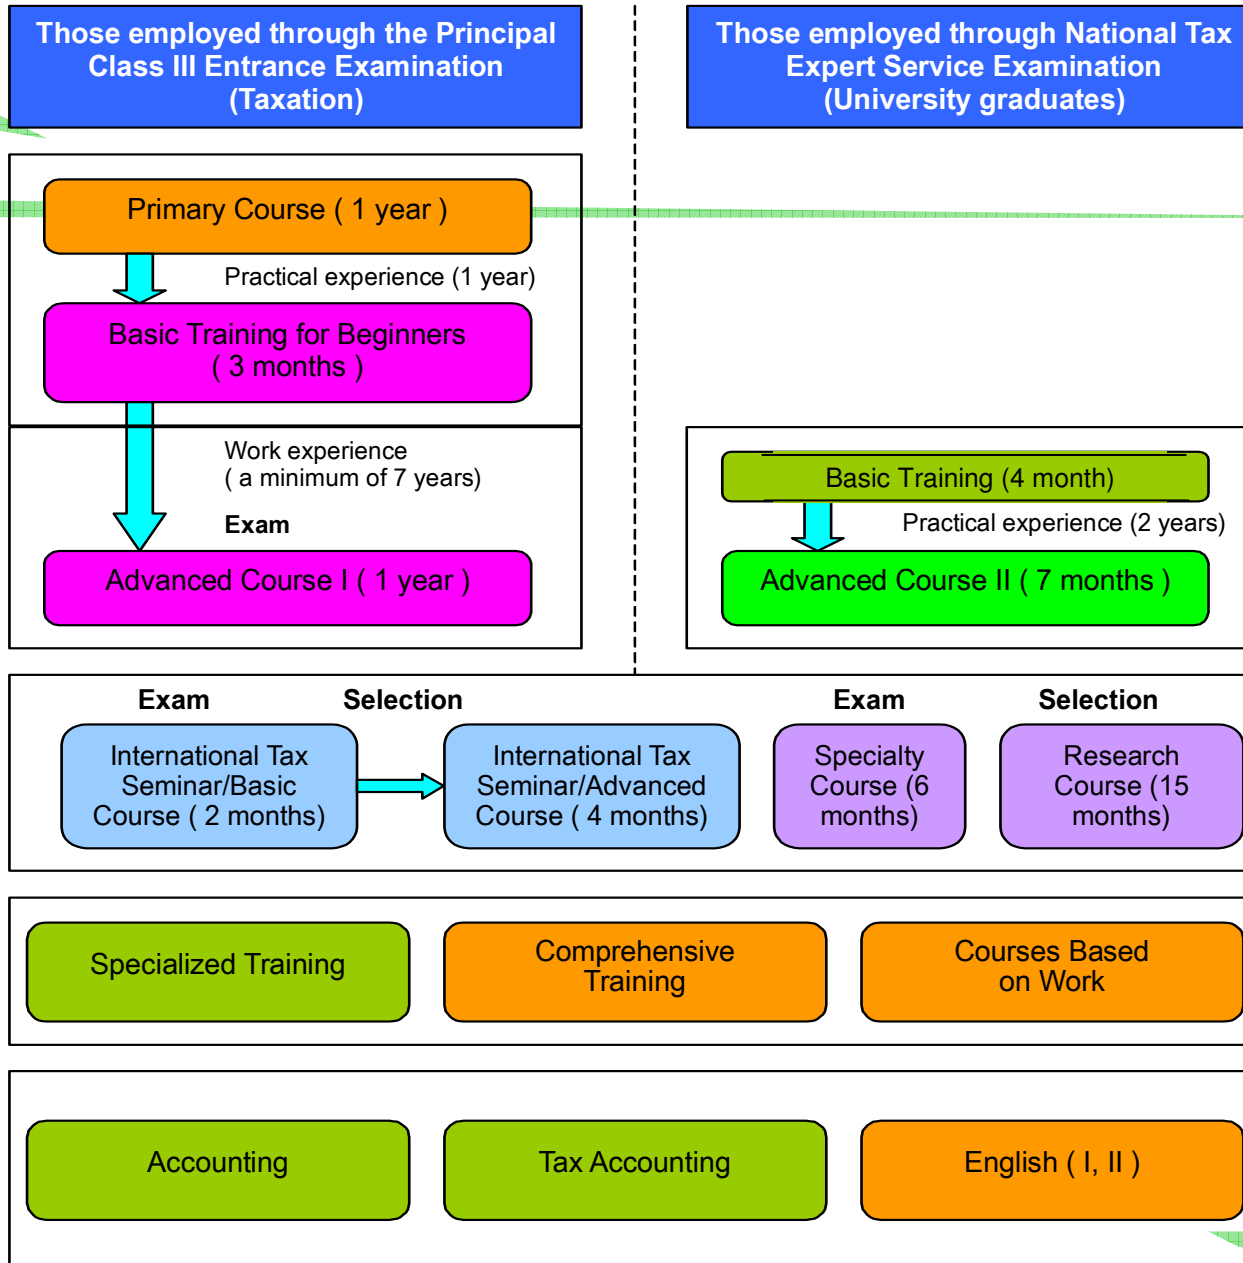 Those employed through the Principal
Class III Entrance Examination
(Taxation)
Those employed through National Tax
Expert Service Examination
(University graduates)
Primary Course ( 1 year )
Practical experience (1 year)
Basic Training for Beginners
( 3 months )
Work experience
( a minimum of 7 years)
Exam
Advanced Course I ( 1 year )
Basic Training (4 month)
Practical experience (2 years)
Advanced Course II ( 7 months )
Exam
Selection
Exam
Selection
International Tax
Seminar/Basic
Course ( 2 months)
International Tax
Seminar/Advanced
Course ( 4 months)
Specialty
Course (6
months)
Research
Course (15
months)
Specialized Training
Comprehensive
Training
Courses Based
on Work
Accounting
Tax Accounting
English ( I, II )